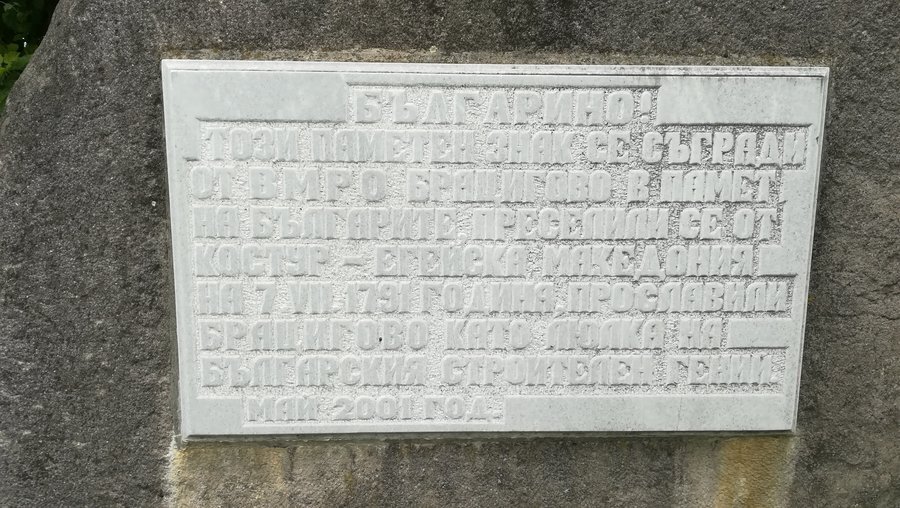 БЪЛГАРИНО!
ТОЗИ ПАМЕТЕН ЗНАК СЕ СЪГРАДИ
ОТ ВМРО БРАЦИГОВО В ПАМЕТ
НА БЪЛГАРИТЕ ПРЕСЕЛИЛИ СЕ ОТ
КОСТУР - ЕГЕЙСКА МАКЕДОНИЯ
НА 7 VII 1791 ГОДИНА, ПРОСЛАВИЛИ
БРАЦИГОВО КАТО ЛЮЛКА НА
БЪЛГАРСКИЯ СТРОИТЕЛЕН ГЕНИЙ
МАЙ 2001 ГОД.